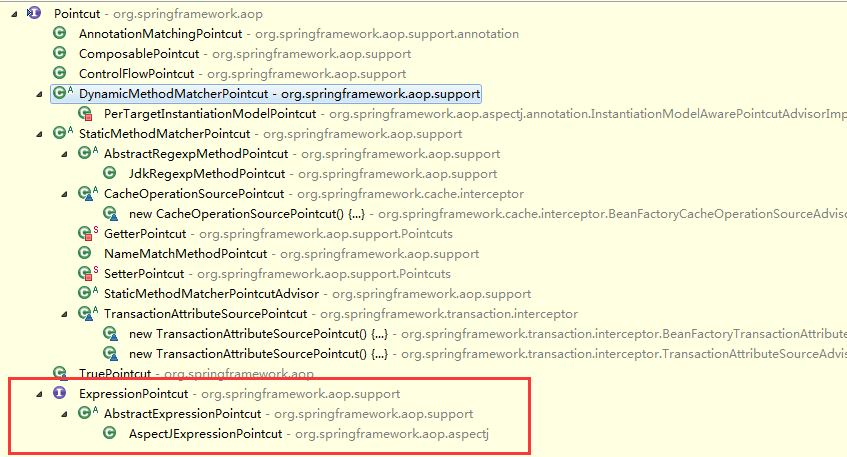 Pointcut - org.springframework.aop
AnnotationMatchingPointcut - org.springframework.aop.support.annotation
ComposablePointcut - org.springframework.aop.support
ControlFlowPointcut - org.springframework.aop.support
DynamicMethodMatcherPointcut - org.springframework.aop.support
PerTargetInstantiationModelPointcut - org.springframework.aop.aspectj.annotation.InstantiationModelAwarePointcutAdvisorImp
StaticMethodMatcherPointcut - org.springframework.aop.support
AbstractRegexpMethodPointcut - org.springframework.aop.support
JdkRegexpMethodPointcut - org.springframework.aop.support
CacheOperationSourcePointcut - org.springframework.cache.interceptor
new CacheOperationSourcePointcut() {...} - org.springframework.cache.interceptor.BeanFactoryCacheOperationSourceAdviso
GetterPointcut - org.springframework.aop.support.Pointcuts
NameMatchMethodPointcut - org.springframework.aop.support
SetterPointcut - org.springframework.aop.support.Pointcuts
StaticMethodMatcherPointcutAdvisor - org.springframework.aop.support
TransactionAttributeSourcePointcut - org.springframework.transaction.interceptor
new TransactionAttributeSourcePointcut() {...} - org.springframework.transaction.interceptor.BeanFactoryTransactionAttribute
new TransactionAttributeSourcePointcut() {...} - org.springframework.transaction.interceptor.TransactionAttributeSourceAdvis
TruePointcut - org.springframework.aop
ExpressionPointcut - org.springframework.aop.support
AbstractExpressionPointcut - org.springframework.aop.support
AspectJExpressionPointcut - org.springframework.aop.aspectj